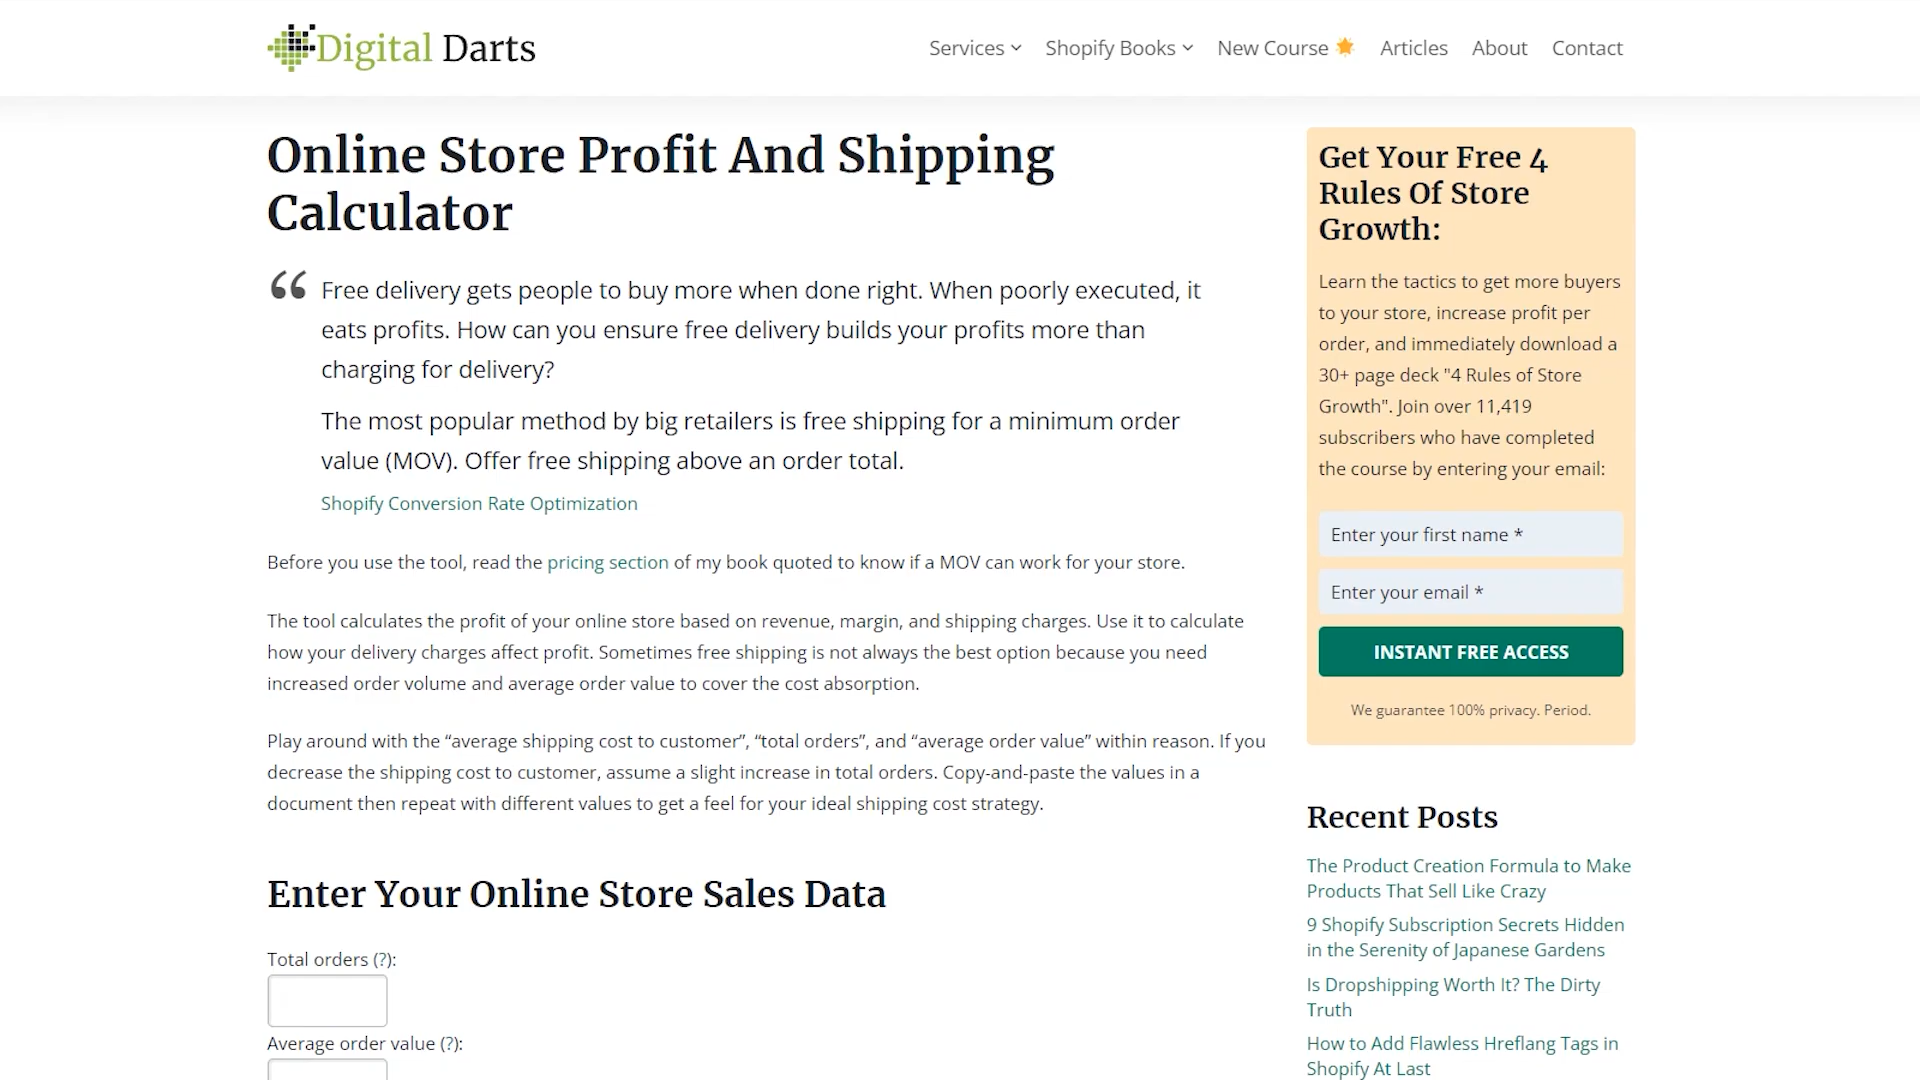 Digital Darts
Services
Shopify Books
New Course
Articles
About
Contact
Online Store Profit And Shipping
Calculator
“ Free delivery gets people to buy more when done right. When poorly executed, it
eats profits. How can you ensure free delivery builds your profits more than
charging for delivery?
The most popular method by big retailers is free shipping for a minimum order
value (MOV). Offer free shipping above an order total.
Shopify Conversion Rate Optimization
Before you use the tool, read the pricing section of my book quoted to know if a MOV can work for your store.
The tool calculates the profit of your online store based on revenue, margin, and shipping charges. Use it to calculate
how your delivery charges affect profit. Sometimes free shipping is not always the best option because you need
increased order volume and average order value to cover the cost absorption.
Play around with the “average shipping cost to customer”, “total orders”, and “average order value” within reason. If you
decrease the shipping cost to customer, assume a slight increase in total orders. Copy-and-paste the values in a
document then repeat with different values to get a feel for your ideal shipping cost strategy.
Enter Your Online Store Sales Data
Total orders (?):
Average order value (?):
Get Your Free 4
Rules Of Store
Growth:
Learn the tactics to get more buyers
to your store, increase profit per
order, and immediately download a
30+ page deck "4 Rules of Store
Growth". Join over 11,419
subscribers who have completed
the course by entering your email:
Enter your first name *
Enter your email *
INSTANT FREE ACCESS
We guarantee 100% privacy. Period.
Recent Posts
The Product Creation Formula to Make
Products That Sell Like Crazy
9 Shopify Subscription Secrets Hidden
in the Serenity of Japanese Gardens
Is Dropshipping Worth It? The Dirty
Truth
How to Add Flawless Hreflang Tags in
Shopify At Last